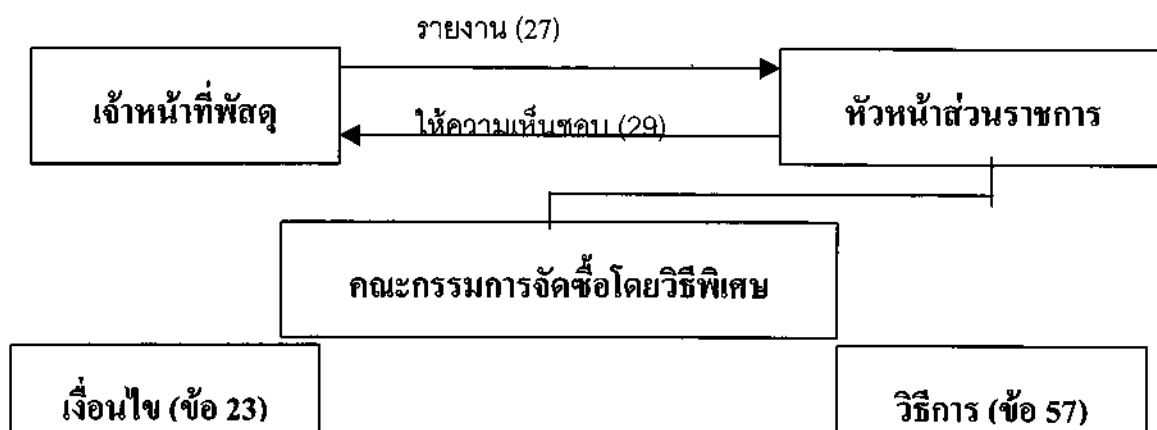 รายงาน (27)
เจ้าหน้าที่พัสดุ
หัวหน้าส่วนราชการ
ให้ความเห็นชอบ (29)
คณะกรรมการจัดซื้อโดยวิธีพิเศษ
เงื่อนไข (ข้อ 23)
วิธีการ (ข้อ 57)